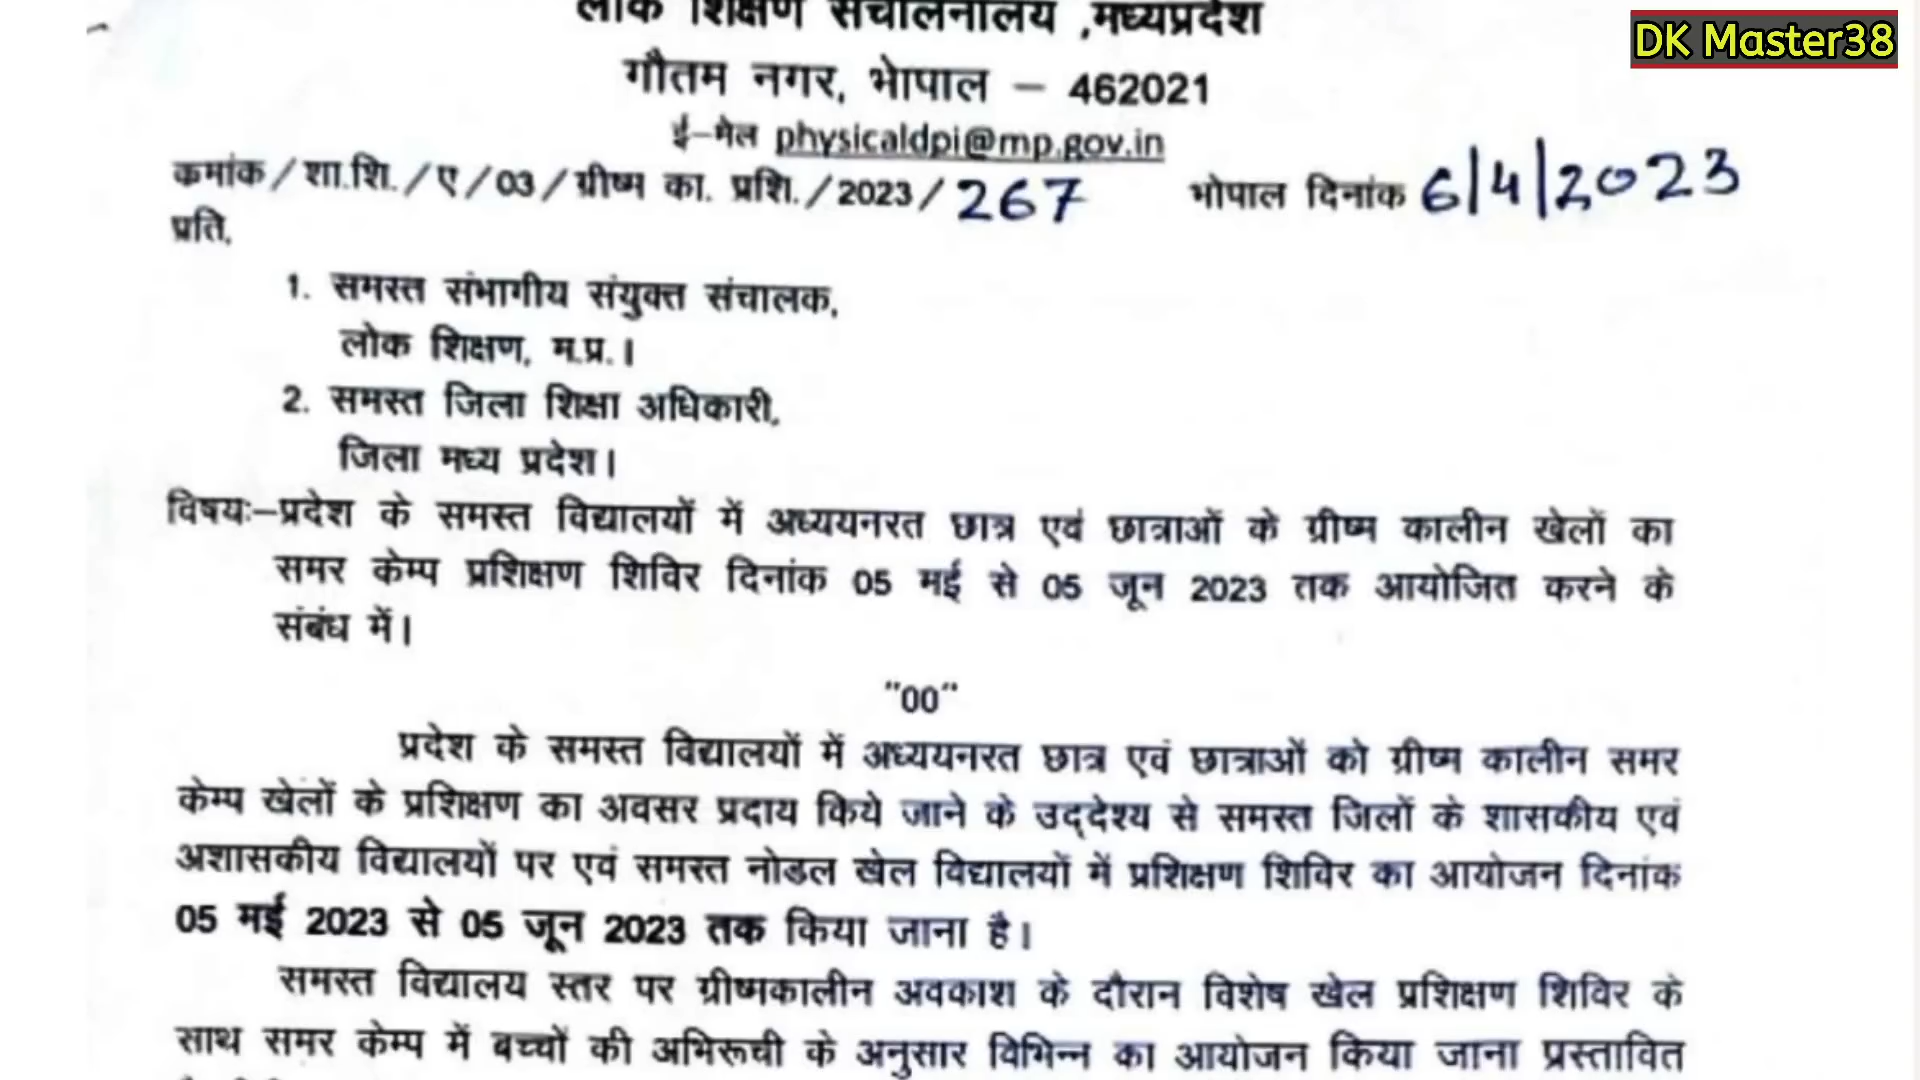 लोक शिक्षण संचालनालय ,मध्यप्रदेश
DK Master38
गौतम नगर, भोपाल – 462021
ई–मेल physicaldpi@mp.gov.in
कमांक/शा.शि./ए/03/ग्रीष्म का. प्रशि./2023/267 भोपाल दिनांक 6/4/2023
प्रति,
1. समस्त संभागीय संयुक्त संचालक,
लोक शिक्षण, म.प्र.।
2. समस्त जिला शिक्षा अधिकारी,
जिला मध्य प्रदेश।
विषयः–प्रदेश के समस्त विद्यालयों में अध्ययनरत छात्र एवं छात्राओं के ग्रीष्म कालीन खेलों का
समर केम्प प्रशिक्षण शिविर दिनांक 05 मई से 05 जून 2023 तक आयोजित करने के
संबंध में।
"00"
प्रदेश के समस्त विद्यालयों में अध्ययनरत छात्र एवं छात्राओं को ग्रीष्म कालीन समर
केम्प खेलों के प्रशिक्षण का अवसर प्रदाय किये जाने के उद्देश्य से समस्त जिलों के शासकीय एवं
अशासकीय विद्यालयों पर एवं समस्त नोडल खेल विद्यालयों में प्रशिक्षण शिविर का आयोजन दिनांक
05 मई 2023 से 05 जून 2023 तक किया जाना है।
समस्त विद्यालय स्तर पर ग्रीष्मकालीन अवकाश के दौरान विशेष खेल प्रशिक्षण शिविर के
साथ समर केम्प में बच्चों की अभिरूची के अनुसार विभिन्न का आयोजन किया जाना प्रस्तावित